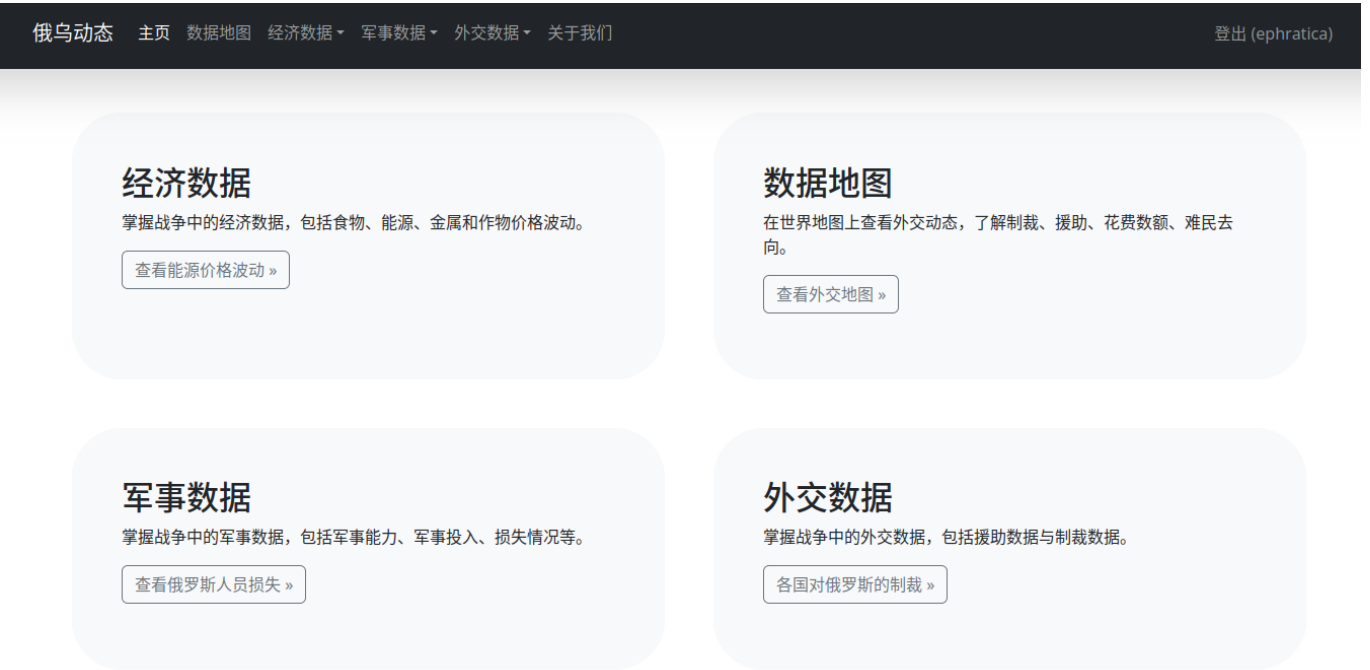 俄乌动态 主页 数据地图 经济数据 军事数据 外交数据 关于我们 登出 (ephratica)
经济数据
掌握战争中的经济数据，包括食物、能源、金属和作物价格波动。
查看能源价格波动 »
数据地图
在世界地图上查看外交动态，了解制裁、援助、花费数额、难民去
向。
查看外交地图 »
军事数据
掌握战争中的军事数据，包括军事能力、军事投入、损失情况等。
查看俄罗斯人员损失 »
外交数据
掌握战争中的外交数据，包括援助数据与制裁数据。
各国对俄罗斯的制裁 »